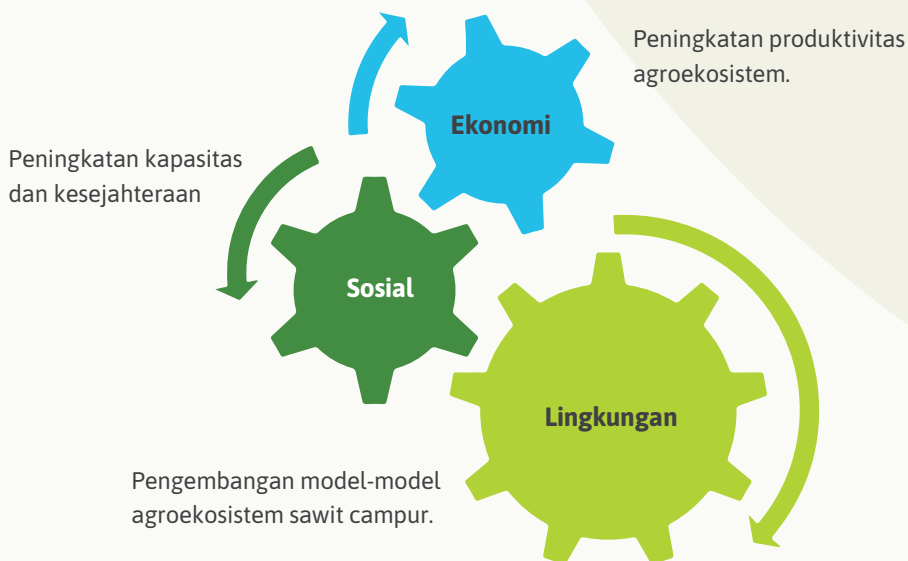 Peningkatan produktivitas
agroekosistem.
Ekonomi
Peningkatan kapasitas
dan kesejahteraan
Sosial
Lingkungan
Pengembangan model-model
agroekosistem sawit campur.